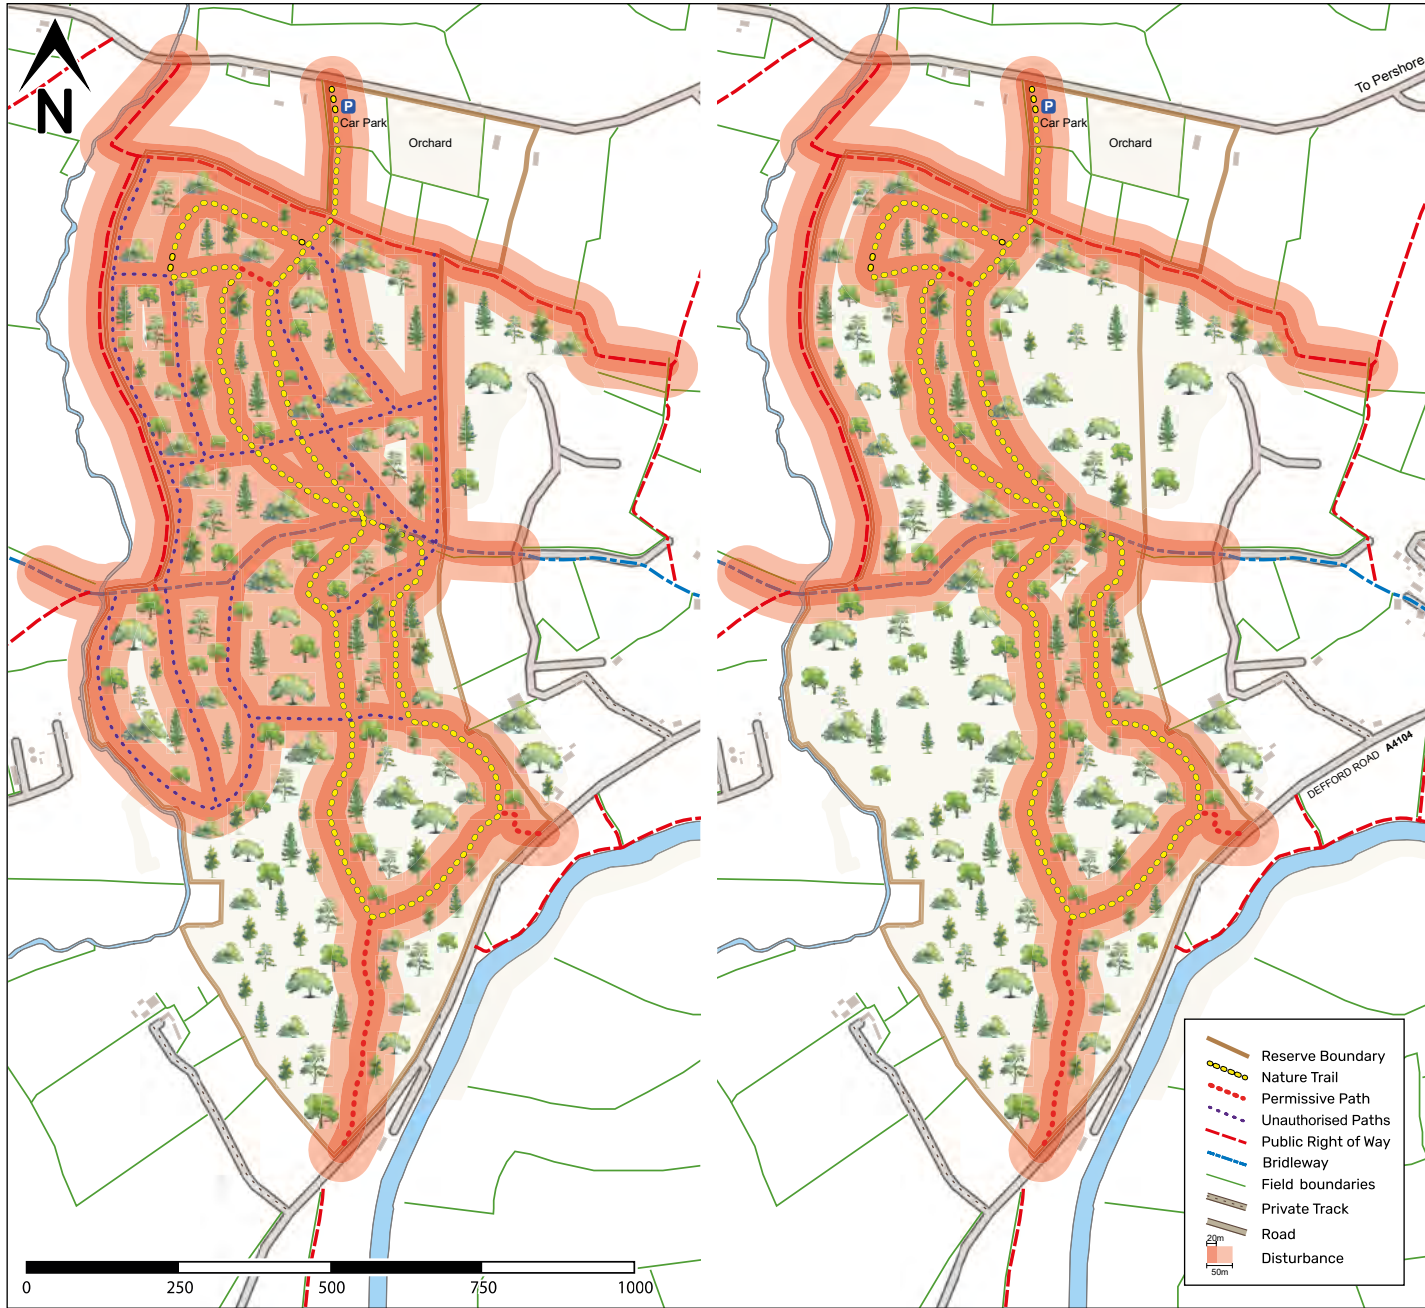 N
P
Car Park
Orchard
P
Car Park
Orchard
To Pershore
DEFFORD ROAD A4104
Reserve Boundary
Nature Trail
Permissive Path
Unauthorised Paths
Public Right of Way
Bridleway
Field boundaries
Private Track
Road
20m
Disturbance
50m
0 250 500 750 1000